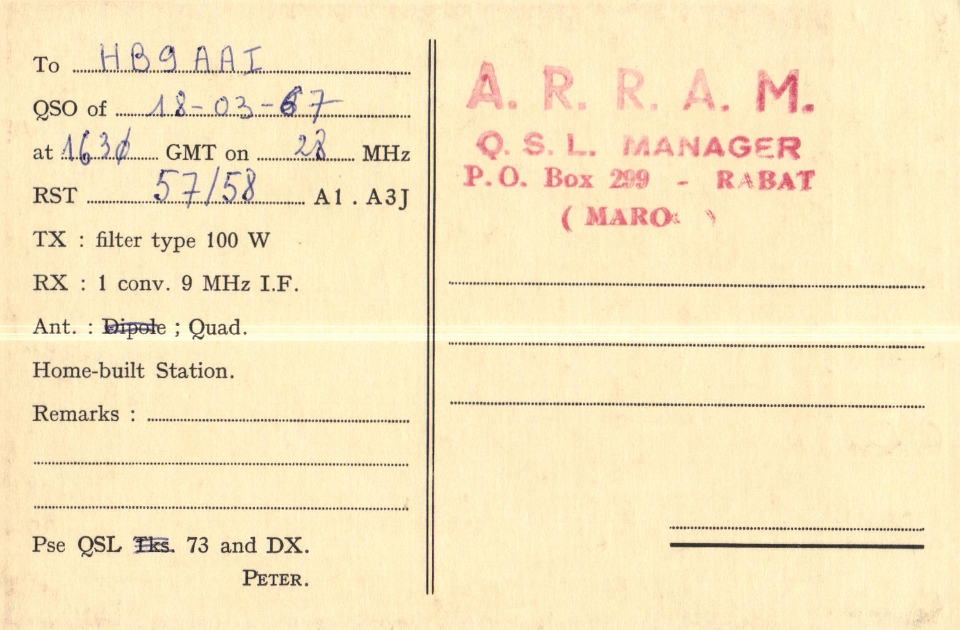 To HB9AAI
QSO of 18-03-67
at 1630 GMT on 28 MHz
RST 57/58 A1 . A3J
TX : filter type 100 W
RX : 1 conv. 9 MHz I.F.
Ant. : Dipole ; Quad.
Home-built Station.
Remarks :
Pse QSL Tks. 73 and DX.
PETER.
A. R. R. A. M.
Q. S. L. MANAGER
P.O. Box 299 - RABAT
( MARO )